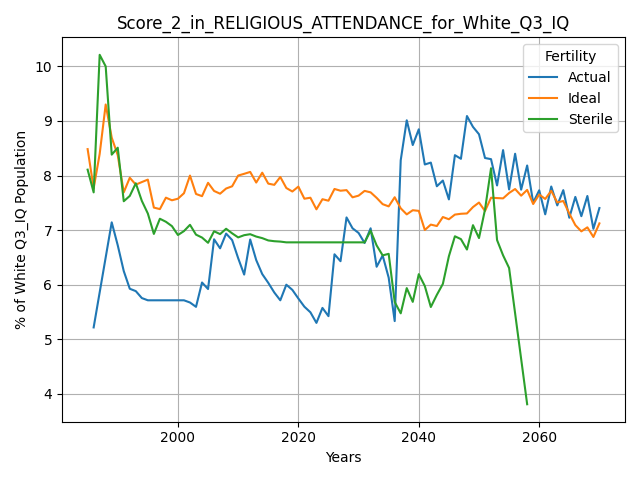 Score_2_in_RELIGIOUS_ATTENDANCE_for_White_Q3_IQ
% of White Q3_IQ Population
10
9
8
7
6
5
4
Fertility
Actual
Ideal
Sterile
2000
2020
2040
2060
Years